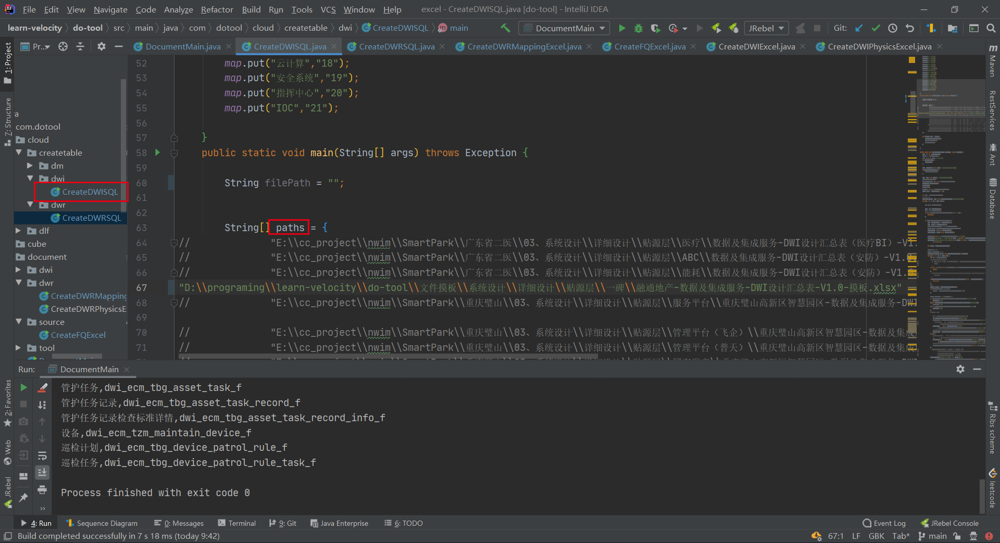 File Edit View Navigate Code Analyze Refactor Build Run Tools VCS Window Help excel - CreateDWISQL.java [do-tool] - IntelliJ IDEA
learn-velocity do-tool src main java com dotool cloud createtable dwi CreateDWISQL main DocumentMain JRebel Git:
Pr... DocumentMain.java CreateDWISQL.java CreateDWRSQL.java CreateDWRMappingExcel.java CreateFQExcel.java CreateDWIExcel.java CreateDWIPhysicsExcel.java
1: Project
7: Structure
2: Favorites
Web
JRebel
Maven
RestServices
Ant
Database
Ribs scheme
leetcode
a
com.dotool
cloud
createtable
dm
dwi
CreateDWISQL
dwr
CreateDWRSQL
dlf
cube
document
dwi
dwr
CreateDWRMapping
CreateDWRPhysicsE
source
CreateFQExcel
tool
52 map.put("云计算","18");
53 map.put("安全系统","19");
54 map.put("指挥中心","20");
55 map.put("IOC","21");
56
57 }
58 public static void main(String[] args) throws Exception {
59
60 String filePath = "";
61
62
63 String[] paths = {
64 // "E:\\cc_project\\nwim\\SmartPark\\广东省二医\\03、系统设计\\详细设计\\贴源层\\医疗\\数据及集成服务-DWI设计汇总表（医疗BI）-V1.
65 // "E:\\cc_project\\nwim\\SmartPark\\广东省二医\\03、系统设计\\详细设计\\贴源层\\ABC\\数据及集成服务-DWI设计汇总表（安防）-V1.0
66 // "E:\\cc_project\\nwim\\SmartPark\\广东省二医\\03、系统设计\\详细设计\\贴源层\\能耗\\数据及集成服务-DWI设计汇总表（安防）-V1.
67 "D:\\programing\\learn-velocity\\do-tool\\文件摸板\\系统设计\\详细设计\\贴源层\\一碑\\融通地产-数据及集成服务-DWI设计汇总表-V1.0-摸板.xlsx"
68 // "E:\\cc_project\\nwim\\SmartPark\\重庆璧山\\03、系统设计\\详细设计\\贴源层\\服务平台\\重庆璧山高新区智慧园区-数据及集成服务-DWI
69
70 // "E:\\cc_project\\nwim\\SmartPark\\重庆璧山\\03、系统设计\\详细设计\\贴源层\\管理平台（飞企）\\重庆璧山高新区智慧园区-数据及集成
71 // "E:\\cc_project\\nwim\\SmartPark\\重庆璧山\\03、系统设计\\详细设计\\贴源层\\管理平台（普天）\\重庆璧山高新区智慧园区-数据及集成
Run: DocumentMain
管护任务,dwi_ecm_tbg_asset_task_f
管护任务记录,dwi_ecm_tbg_asset_task_record_f
管护任务记录检查标准详情,dwi_ecm_tbg_asset_task_record_info_f
设备,dwi_ecm_tzm_maintain_device_f
巡检计划,dwi_ecm_tbg_device_patrol_rule_f
巡检任务,dwi_ecm_tbg_device_patrol_rule_task_f
Process finished with exit code 0
4: Run Sequence Diagram 0: Messages Terminal 9: Git Java Enterprise 6: TODO Event Log JRebel Console
Build completed successfully in 7 s 18 ms (today 9:42) 67:1 LF GBK Tab* main